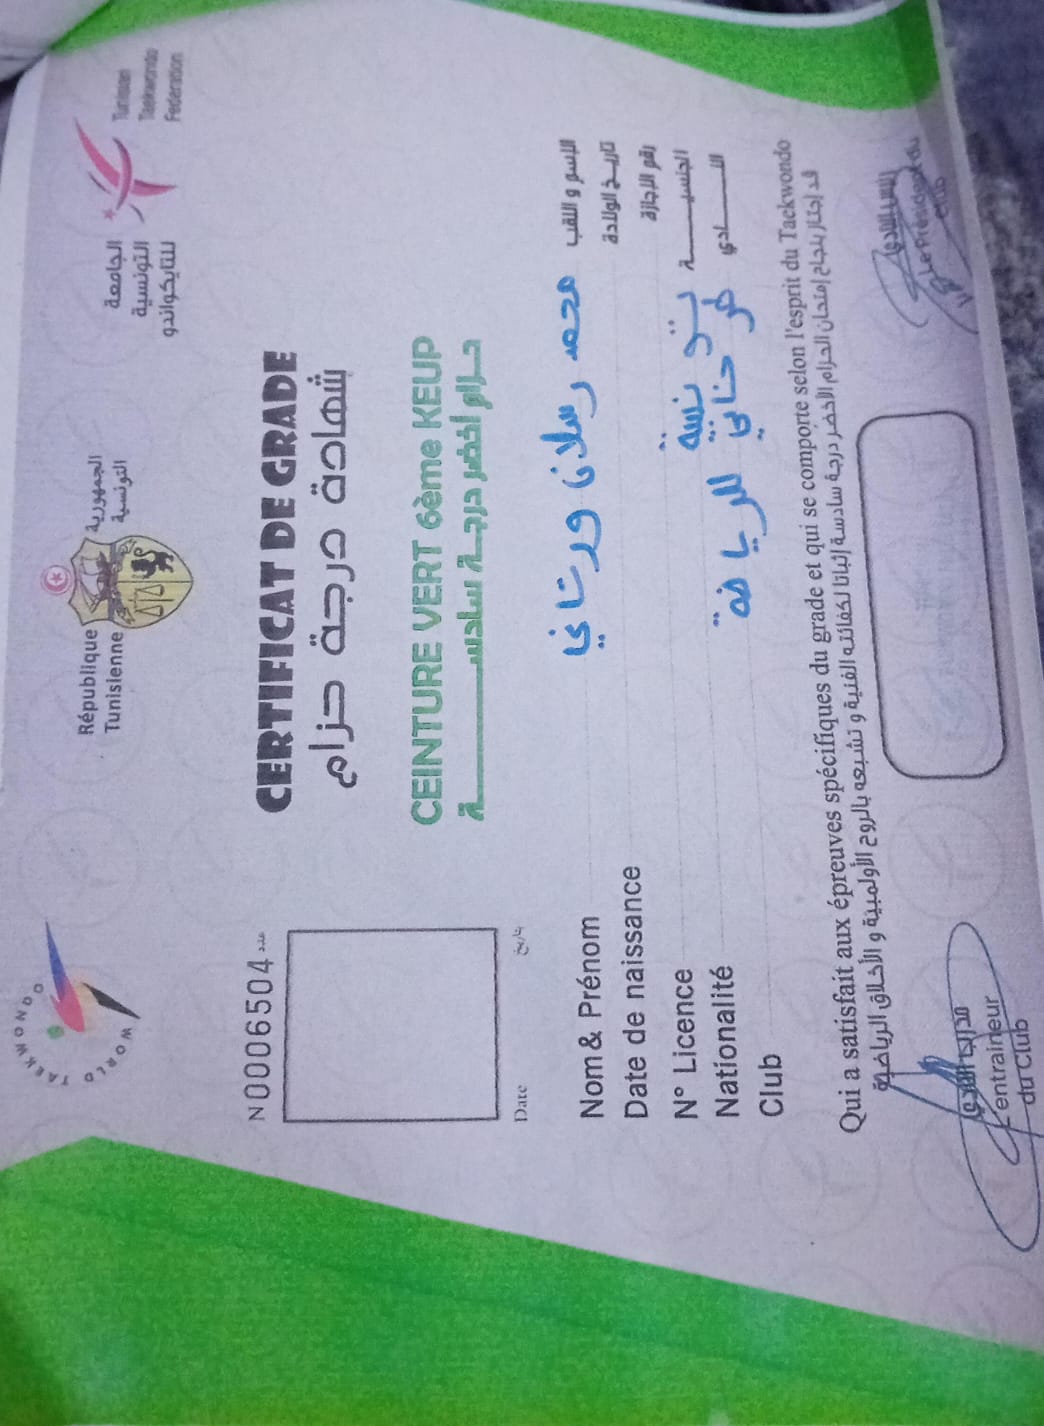 WORLD TAEKWONDO
République
Tunisienne
الجمهورية
التونسية
الجامعة
التونسية
للتايكواندو
Tunisian
Taekwondo
Federation
N 0006504 عدد
CERTIFICAT DE GRADE
شهادة درجة حزام
CEINTURE VERT 6ème KEUP
حزام أخضر درجة سادسة
Date تاريخ
Nom & Prénom محمد رسلان ورتاني الإسم و اللقب
Date de naissance تاريخ الولادة
N° Licence رقم الإجازة
Nationalité تونسية الجنسية
Club للرياضة النادي
Qui a satisfait aux épreuves spécifiques du grade et qui se comporte selon l'esprit du Taekwondo
قد إجتاز بنجاح إمتحان الحزام الأخضر درجة سادسة إثباتا لكفائته الفنية و تشبعه بالروح الأولمبية و الأخلاق الرياضية
مدرب النادي
L'entraineur
du Club
رئيس النادي
Le Président du
Club